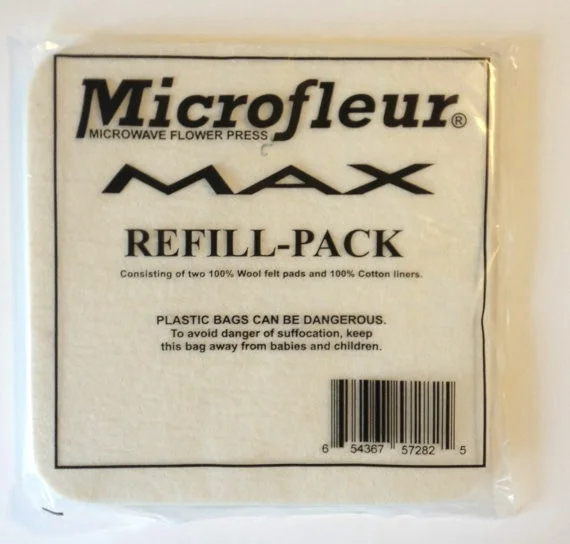 Microfleur®
MICROWAVE FLOWER PRESS
MAX
REFILL-PACK
Consisting of two 100% Wool felt pads and 100% Cotton liners.
PLASTIC BAGS CAN BE DANGEROUS.
To avoid danger of suffocation, keep
this bag away from babies and children.
6 54367 57282 5